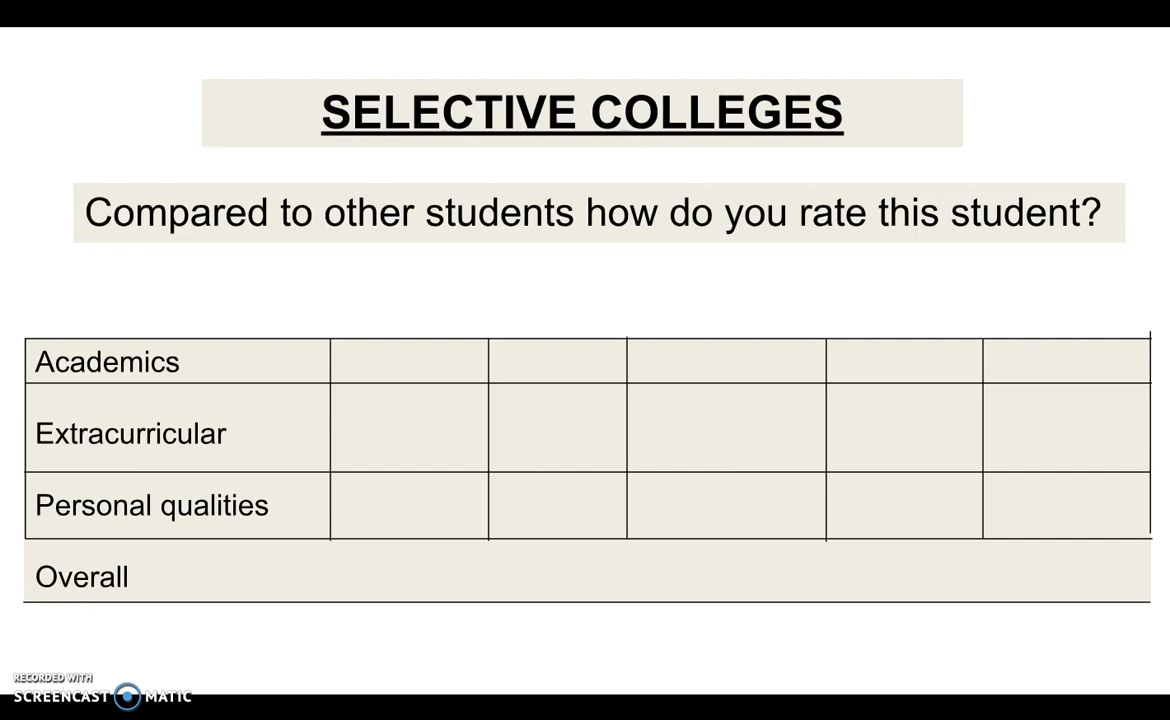 SELECTIVE COLLEGES
Compared to other students how do you rate this student?
Academics
Extracurricular
Personal qualities
Overall
RECORDED WITH
SCREENCAST MATIC